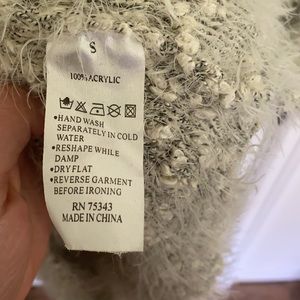 S
100%ACRYLIC
•HAND WASH
SEPARATELY IN COLD
WATER
•RESHAPE WHILE
DAMP
•DRY FLAT
•REVERSE GARMENT
BEFORE IRONING
RN 75343
MADE IN CHINA